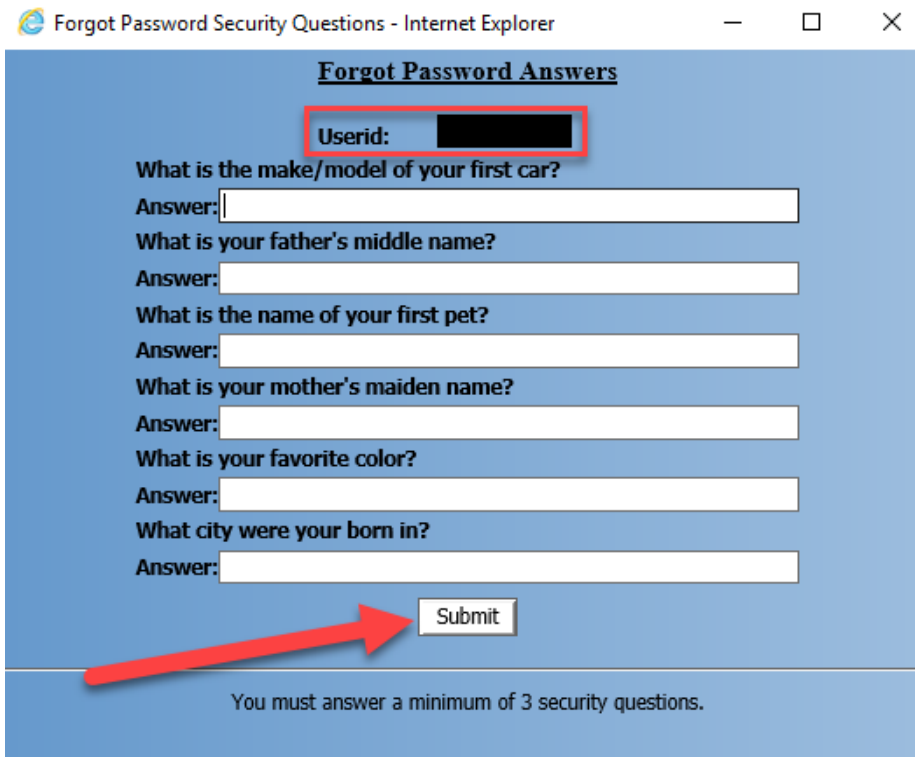 Forgot Password Security Questions - Internet Explorer
Forgot Password Answers
Userid:
What is the make/model of your first car?
Answer:
What is your father's middle name?
Answer:
What is the name of your first pet?
Answer:
What is your mother's maiden name?
Answer:
What is your favorite color?
Answer:
What city were your born in?
Answer:
Submit
You must answer a minimum of 3 security questions.